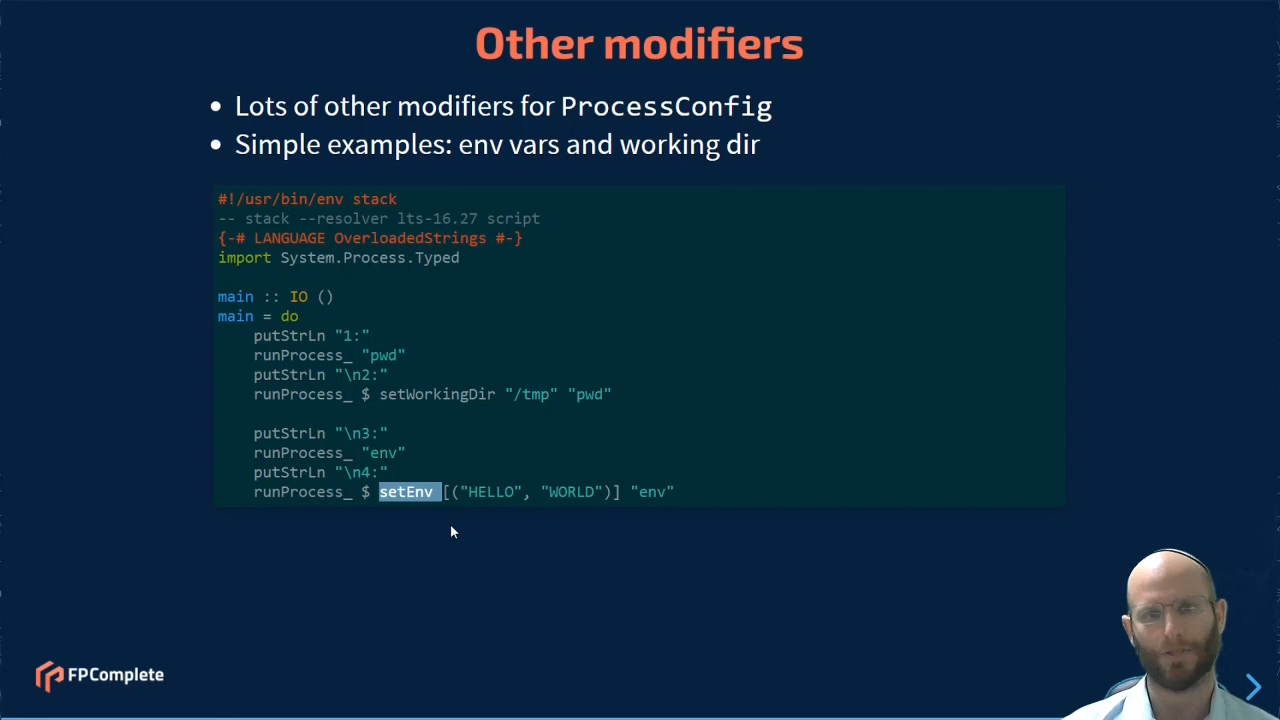 Other modifiers
• Lots of other modifiers for ProcessConfig
• Simple examples: env vars and working dir
#!/usr/bin/env stack
-- stack --resolver lts-16.27 script
{-# LANGUAGE OverloadedStrings #-}
import System.Process.Typed
main :: IO ()
main = do
putStrLn "1:"
runProcess_ "pwd"
putStrLn "\n2:"
runProcess_ $ setWorkingDir "/tmp" "pwd"
putStrLn "\n3:"
runProcess_ "env"
putStrLn "\n4:"
runProcess_ $ setEnv [("HELLO", "WORLD")] "env"
FPComplete